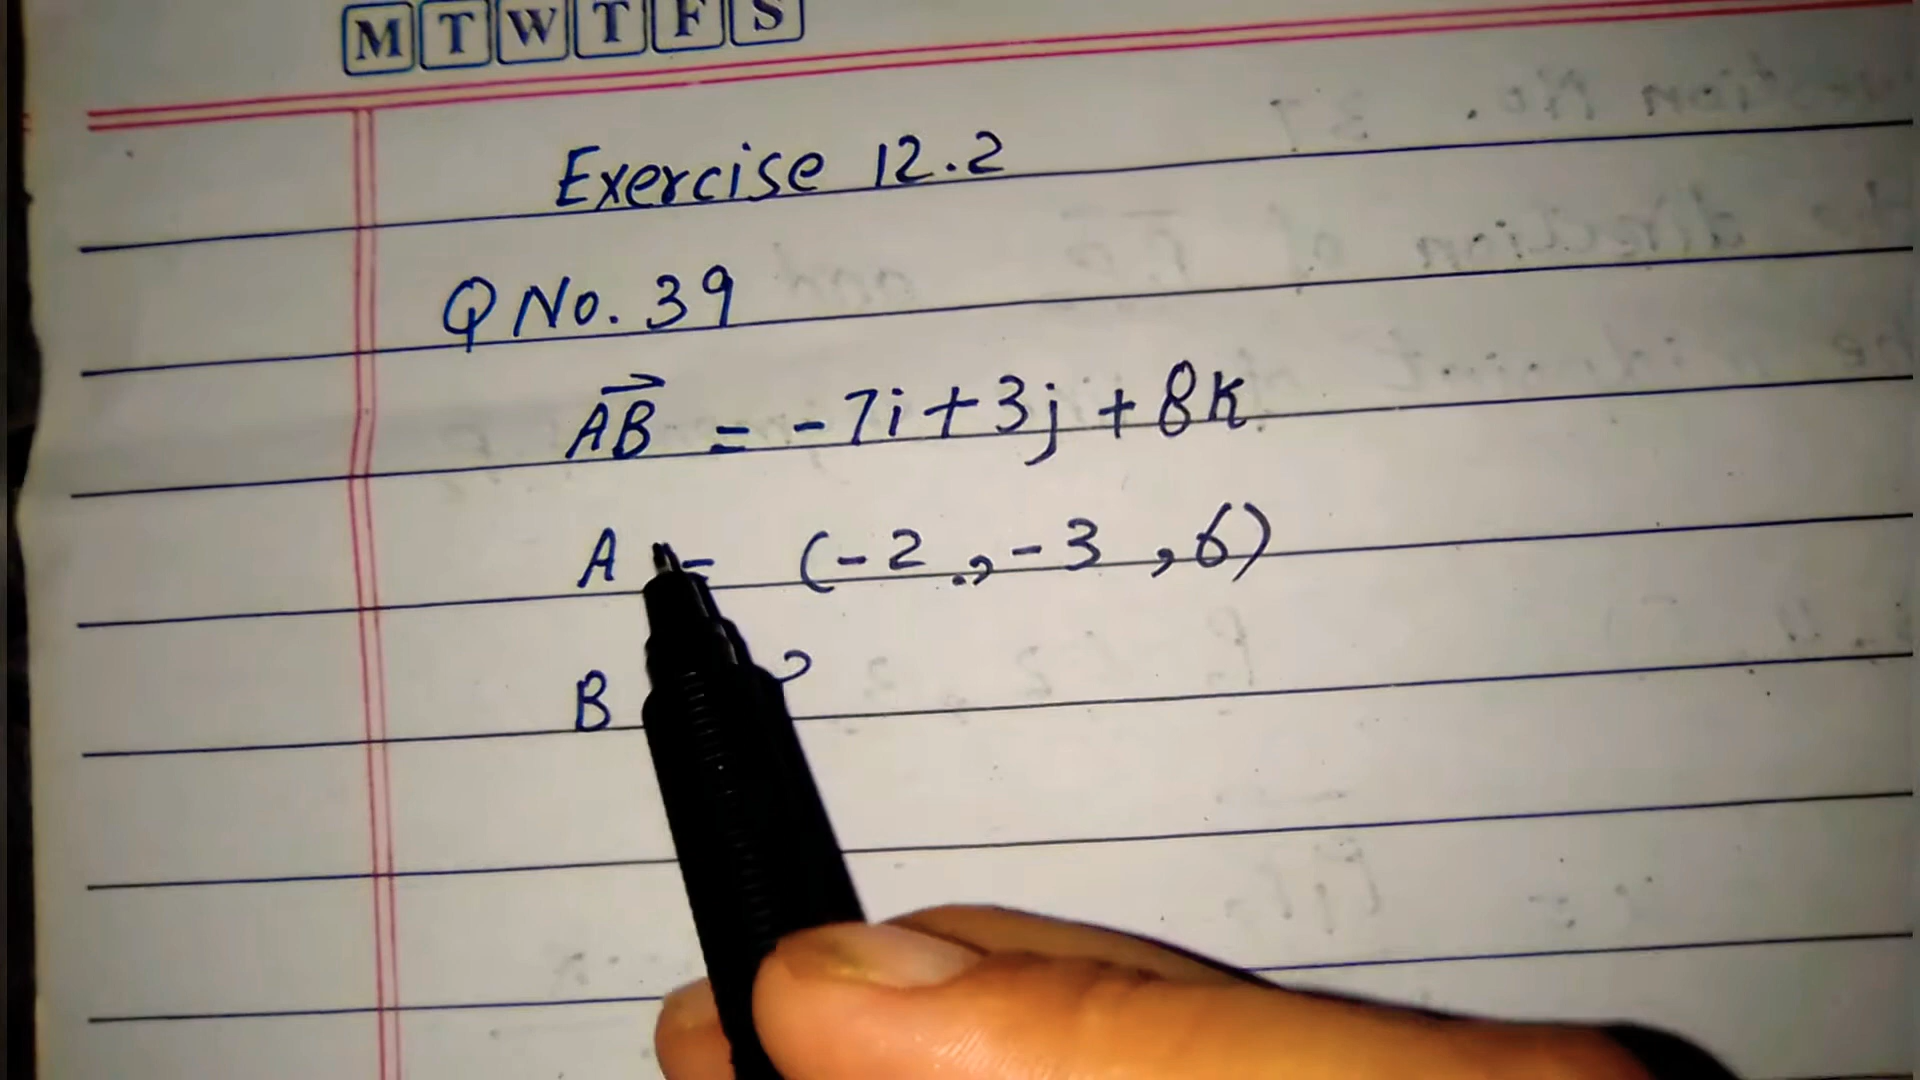 M T W T F S
Exercise 12.2
Q No. 39
AB = -7i + 3j + 8k
A = (-2, -3, 6)
B ?